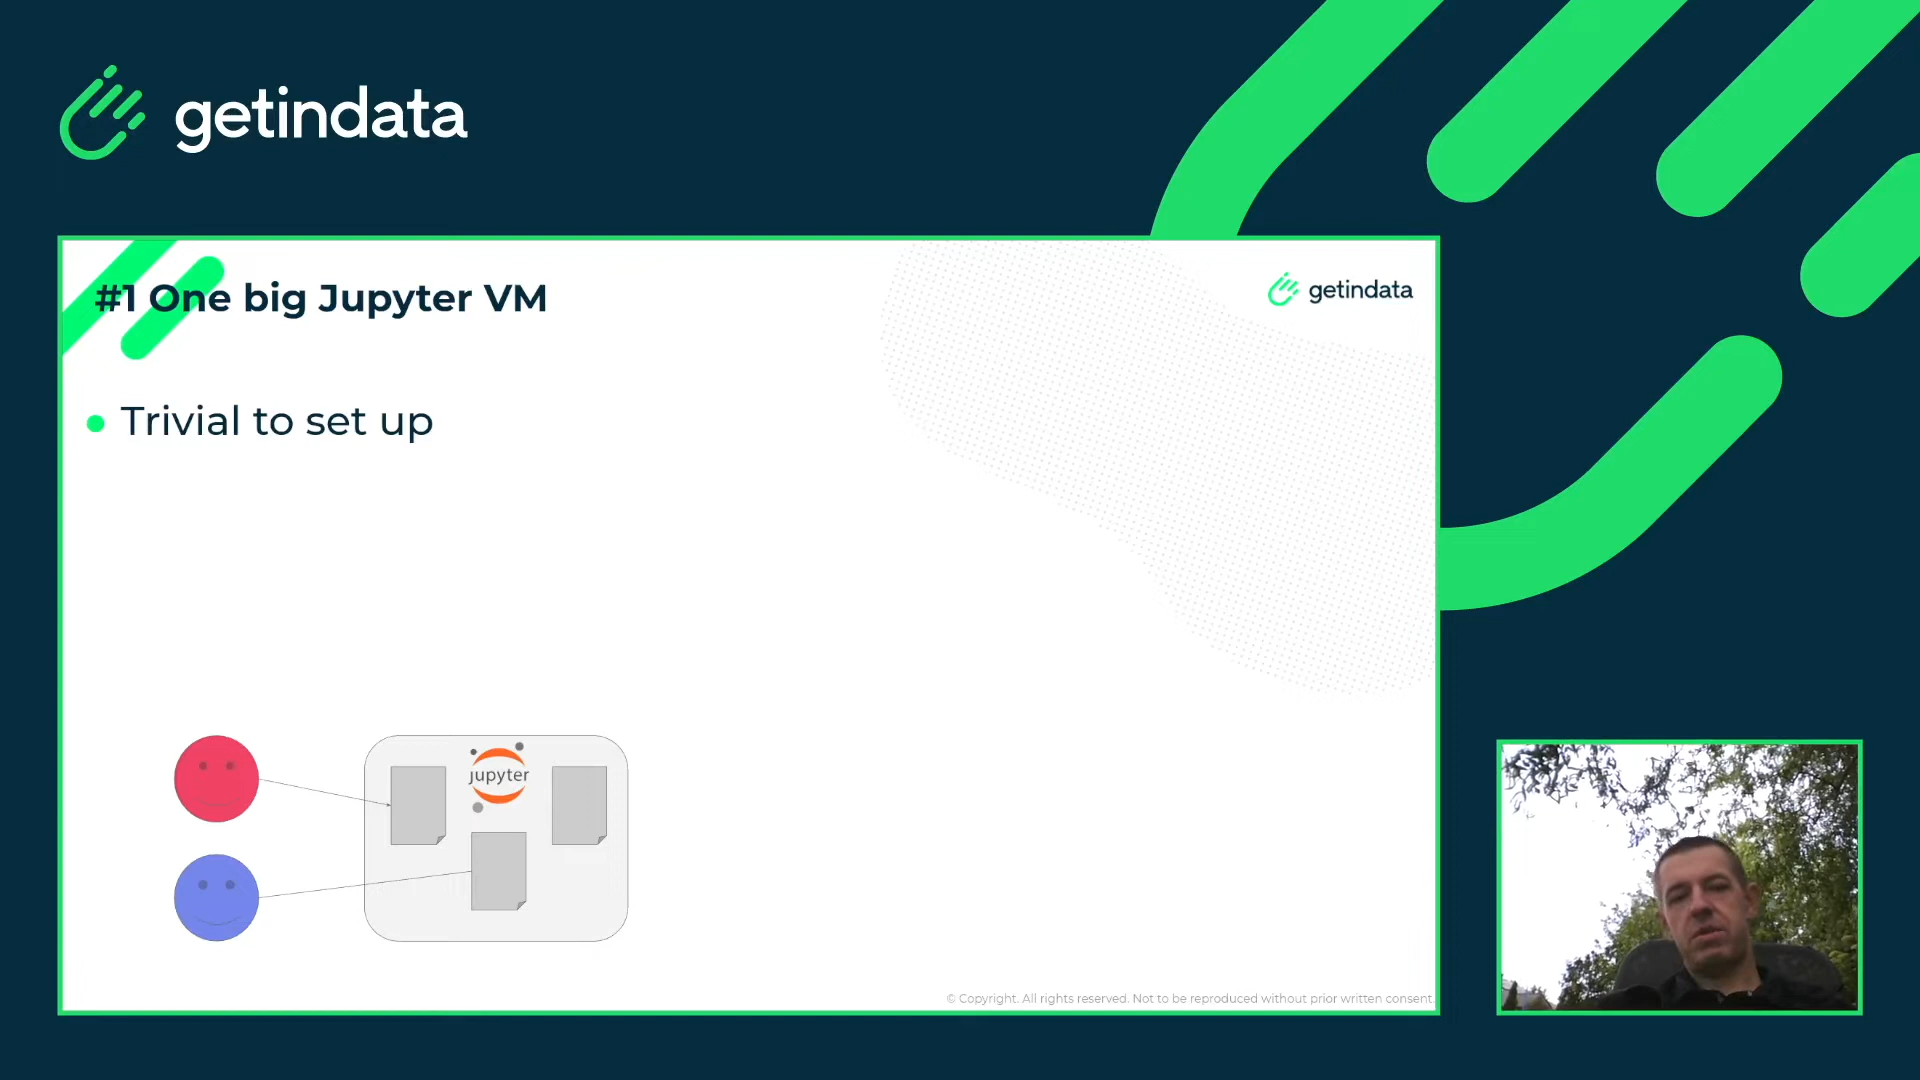 getindata
#1 One big Jupyter VM
getindata
Trivial to set up
jupyter
© Copyright. All rights reserved. Not to be reproduced without prior written consent.